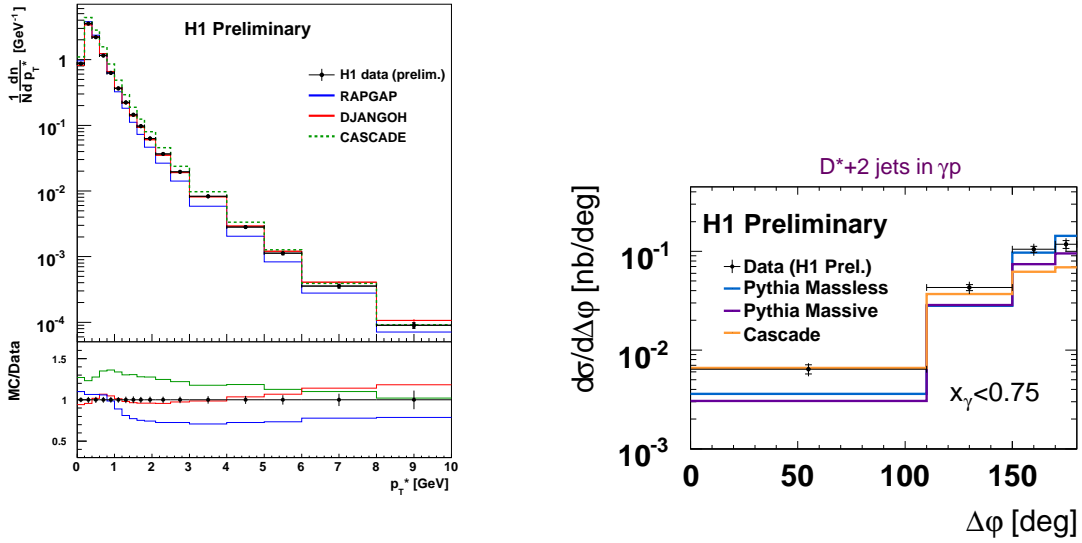 H1 Preliminary
1/N dn/d p_T* [GeV⁻¹]
H1 data (prelim.)
RAPGAP
DJANGOH
CASCADE
1
10⁻¹
10⁻²
10⁻³
10⁻⁴
MC/Data
1.5
1
0.5
0 1 2 3 4 5 6 7 8 9 10
p_T* [GeV]
D*+2 jets in γp
dσ/dΔφ [nb/deg]
H1 Preliminary
Data (H1 Prel.)
Pythia Massless
Pythia Massive
Cascade
x_γ<0.75
10⁻¹
10⁻²
10⁻³
0 50 100 150
Δφ [deg]